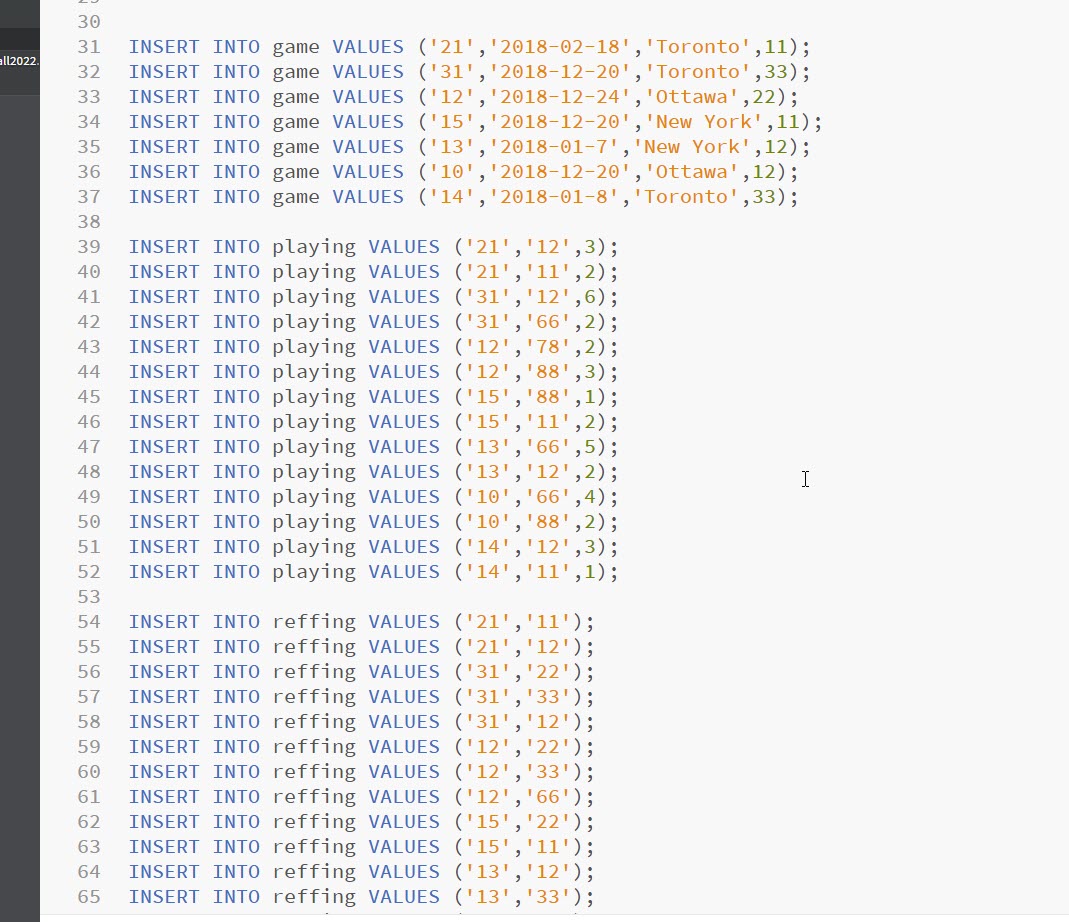 30
all2022.
31 INSERT INTO game VALUES ('21','2018-02-18','Toronto',11);
32 INSERT INTO game VALUES ('31','2018-12-20','Toronto',33);
33 INSERT INTO game VALUES ('12','2018-12-24','Ottawa',22);
34 INSERT INTO game VALUES ('15','2018-12-20','New York',11);
35 INSERT INTO game VALUES ('13','2018-01-7','New York',12);
36 INSERT INTO game VALUES ('10','2018-12-20','Ottawa',12);
37 INSERT INTO game VALUES ('14','2018-01-8','Toronto',33);
38
39 INSERT INTO playing VALUES ('21','12',3);
40 INSERT INTO playing VALUES ('21','11',2);
41 INSERT INTO playing VALUES ('31','12',6);
42 INSERT INTO playing VALUES ('31','66',2);
43 INSERT INTO playing VALUES ('12','78',2);
44 INSERT INTO playing VALUES ('12','88',3);
45 INSERT INTO playing VALUES ('15','88',1);
46 INSERT INTO playing VALUES ('15','11',2);
47 INSERT INTO playing VALUES ('13','66',5);
48 INSERT INTO playing VALUES ('13','12',2);
49 INSERT INTO playing VALUES ('10','66',4);
50 INSERT INTO playing VALUES ('10','88',2);
51 INSERT INTO playing VALUES ('14','12',3);
52 INSERT INTO playing VALUES ('14','11',1);
53
54 INSERT INTO reffing VALUES ('21','11');
55 INSERT INTO reffing VALUES ('21','12');
56 INSERT INTO reffing VALUES ('31','22');
57 INSERT INTO reffing VALUES ('31','33');
58 INSERT INTO reffing VALUES ('31','12');
59 INSERT INTO reffing VALUES ('12','22');
60 INSERT INTO reffing VALUES ('12','33');
61 INSERT INTO reffing VALUES ('12','66');
62 INSERT INTO reffing VALUES ('15','22');
63 INSERT INTO reffing VALUES ('15','11');
64 INSERT INTO reffing VALUES ('13','12');
65 INSERT INTO reffing VALUES ('13','33');